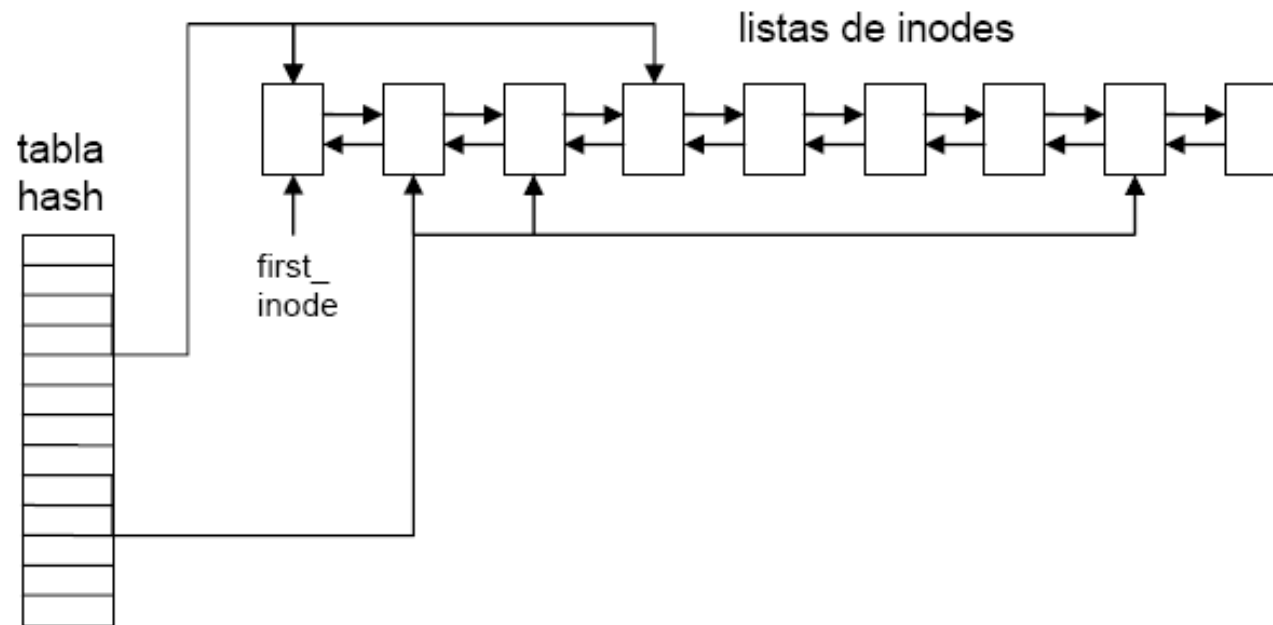 listas de inodes
tabla
hash
first_
inode